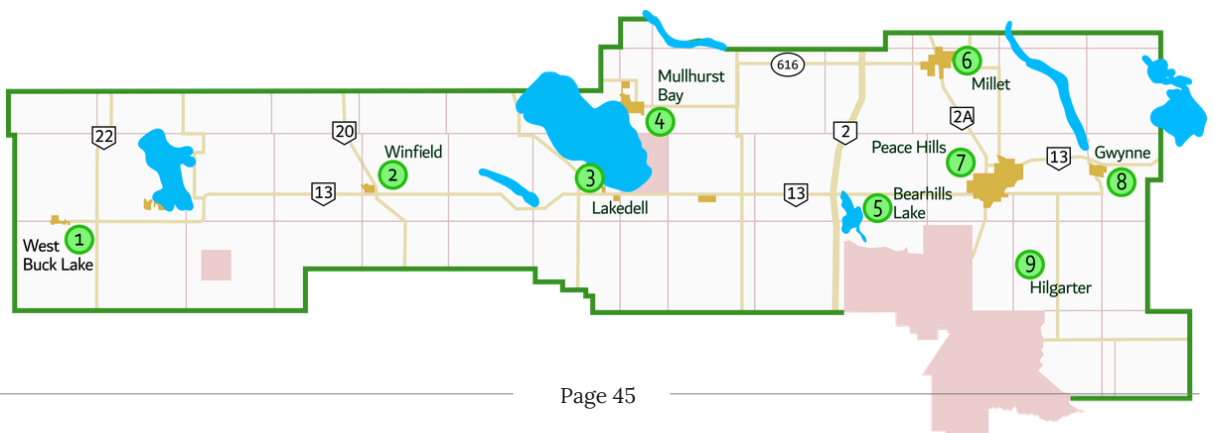 616
6
Millet
Mullhurst
Bay
4
22
20
2
2A
Winfield
2
Peace Hills
7
13
Gwynne
8
3
Lakedell
13
13
5
Bearhills
Lake
1
West
Buck Lake
9
Hilgarter
Page 45